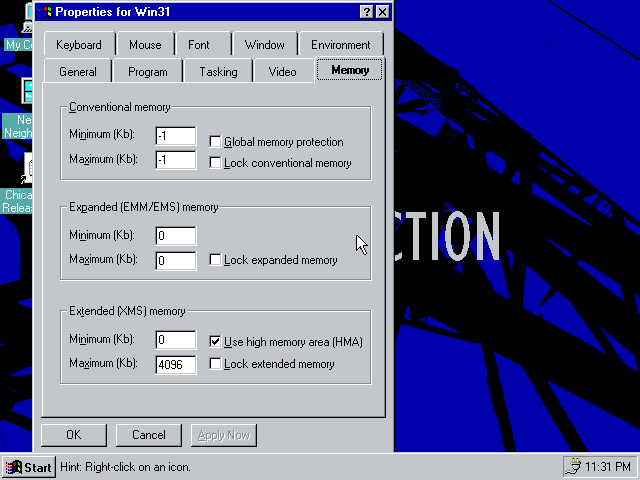 Properties for Win31
Keyboard Mouse Font Window Environment
General Program Tasking Video Memory
Conventional memory
Minimum (Kb): -1
Maximum (Kb): -1
Global memory protection
Lock conventional memory
Expanded (EMM/EMS) memory
Minimum (Kb): 0
Maximum (Kb): 0
Lock expanded memory
Extended (XMS) memory
Minimum (Kb): 0
Maximum (Kb): 4096
Use high memory area (HMA)
Lock extended memory
OK Cancel Apply Now
My Co
Ne
Neigh
Chica
Releas
CTION
Start Hint: Right-click on an icon. 11:31 PM